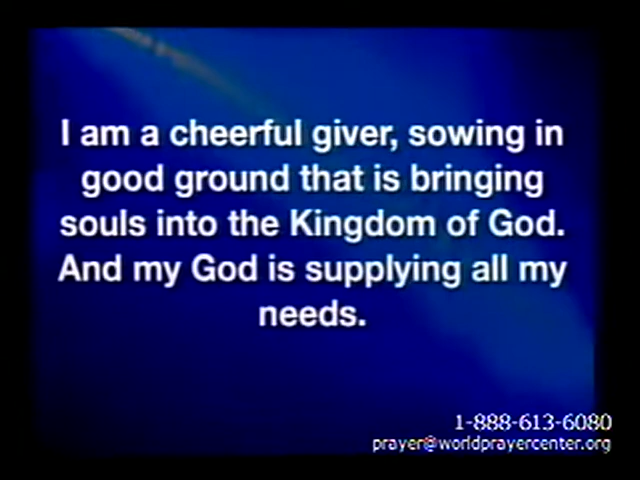 I am a cheerful giver, sowing in
good ground that is bringing
souls into the Kingdom of God.
And my God is supplying all my
needs.
1-888-613-6080
prayer@worldprayercenter.org